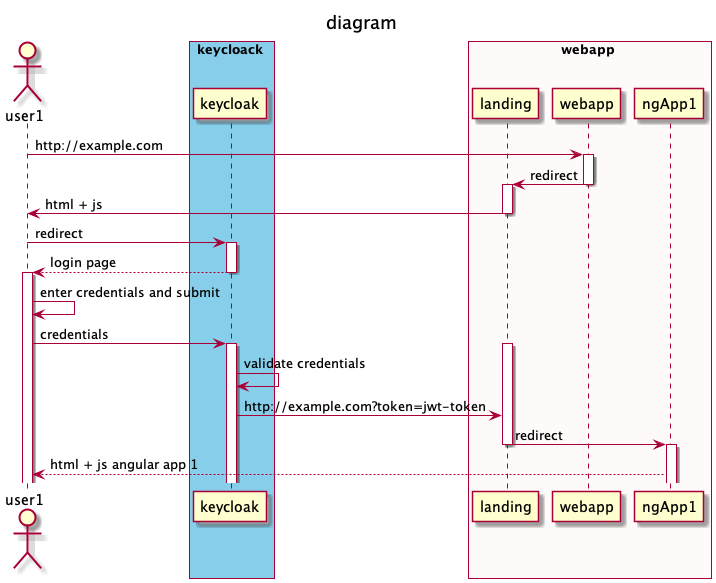 diagram
keycloack
webapp
user1
keycloak
landing
webapp
ngApp1
http://example.com
redirect
html + js
redirect
login page
enter credentials and submit
credentials
validate credentials
http://example.com?token=jwt-token
redirect
html + js angular app 1
user1
keycloak
landing
webapp
ngApp1